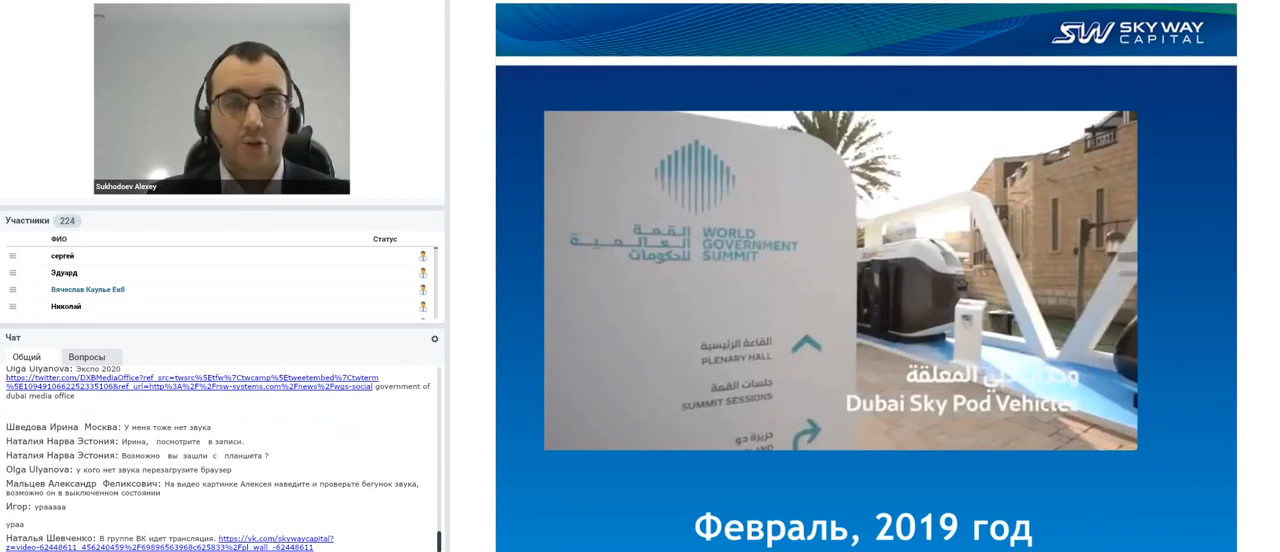 Sukhodoev Alexey
Участники 224
ФИО Статус
сергей
Эдуард
Вячеслав Каулье Екб
Николай
Чат
Общий Вопросы
Olga Ulyanova: Экспо 2020
https://twitter.com/DXBMediaOffice?ref_src=twsrc%5Etfw%7Ctwcamp%5Etweetembed%7Ctwterm
%5E1094910662252335106&ref_url=http%3A%2F%2Frsw-systems.com%2Fnews%2Fwgs-social government of
dubai media office
Шведова Ирина Москва: У меня тоже нет звука
Наталия Нарва Эстония: Ирина, посмотрите в записи.
Наталия Нарва Эстония: Возможно вы зашли с планшета ?
Olga Ulyanova: у кого нет звука перезагрузите браузер
Мальцев Александр Феликсович: На видео картинке Алексея наведите и проверьте бегунок звука,
возможно он в выключенном состоянии
Игорь: урааааа
ураа
Наталья Шевченко: В группе ВК идет трансляция. https://vk.com/skywaycapital?
z=video-62448611_456240459%2F69896563968c625833%2Fpl_wall_-62448611
SW SKY WAY
CAPITAL
القمة
العالمية
للحكومات
WORLD
GOVERNMENT
SUMMIT
القاعة الرئيسية
PLENARY HALL
جلسات القمة
SUMMIT SESSIONS
جزيرة دو
المعلقة
Dubai Sky Pod Vehicles
Февраль, 2019 год